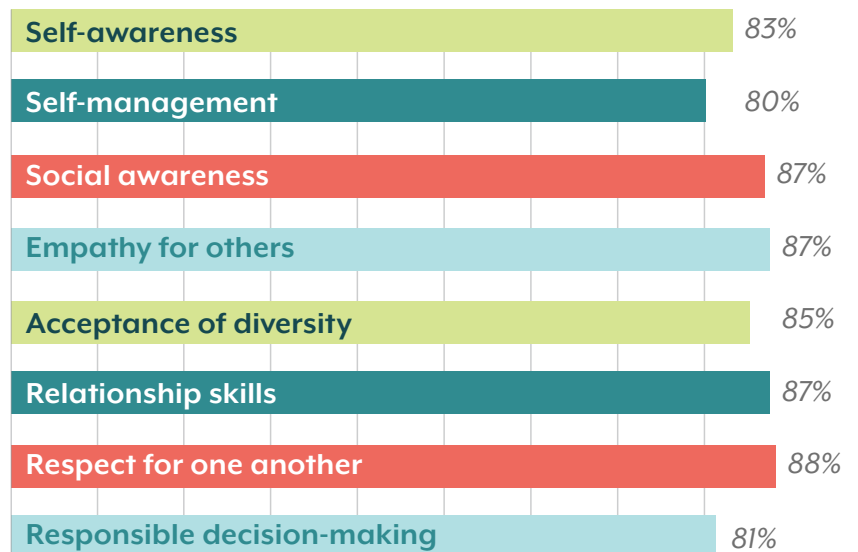 Self-awareness 83%
Self-management 80%
Social awareness 87%
Empathy for others 87%
Acceptance of diversity 85%
Relationship skills 87%
Respect for one another 88%
Responsible decision-making 81%